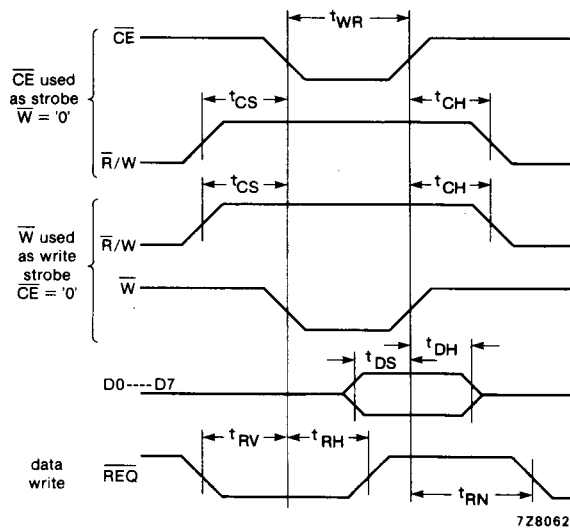 tWR
CE
CE used
as strobe
W = '0'
tCS
tCH
R/W
tCS
tCH
W used
as write
strobe
CE = '0'
R/W
W
tDS
tDH
D0----D7
tRV
tRH
data
write
REQ
tRN
7Z8062